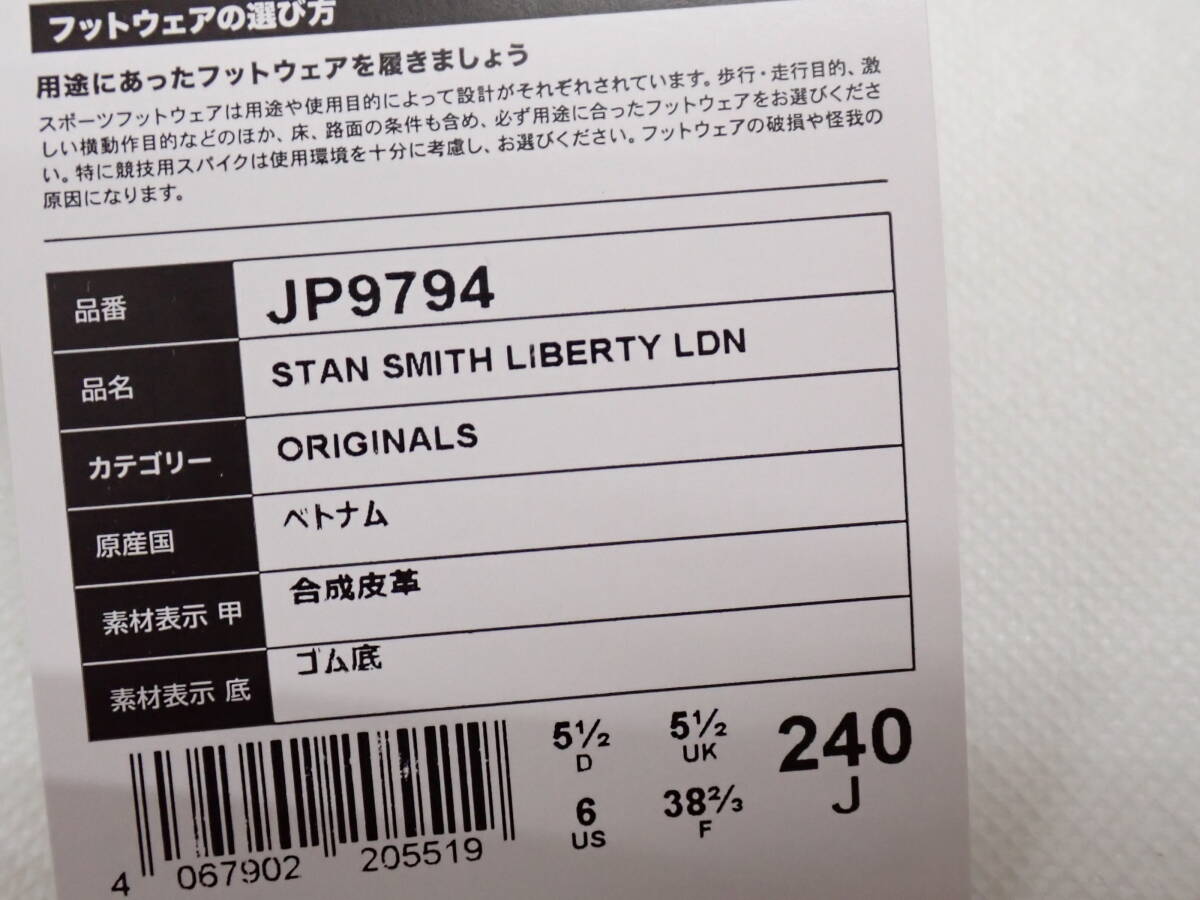 フットウェアの選び方
用途にあったフットウェアを履きましょう
スポーツフットウェアは用途や使用目的によって設計がそれぞれされています。歩行・走行目的、激
しい横動作目的などのほか、床、路面の条件も含め、必ず用途に合ったフットウェアをお選びくださ
い。特に競技用スパイクは使用環境を十分に考慮し、お選びください。フットウェアの破損や怪我の
原因になります。
品番 JP9794
品名 STAN SMITH LIBERTY LDN
カテゴリー ORIGINALS
原産国 ベトナム
素材表示 甲 合成皮革
素材表示 底 ゴム底
5½ 5½ 240
D UK J
6 38⅔
US F
4 067902 205519